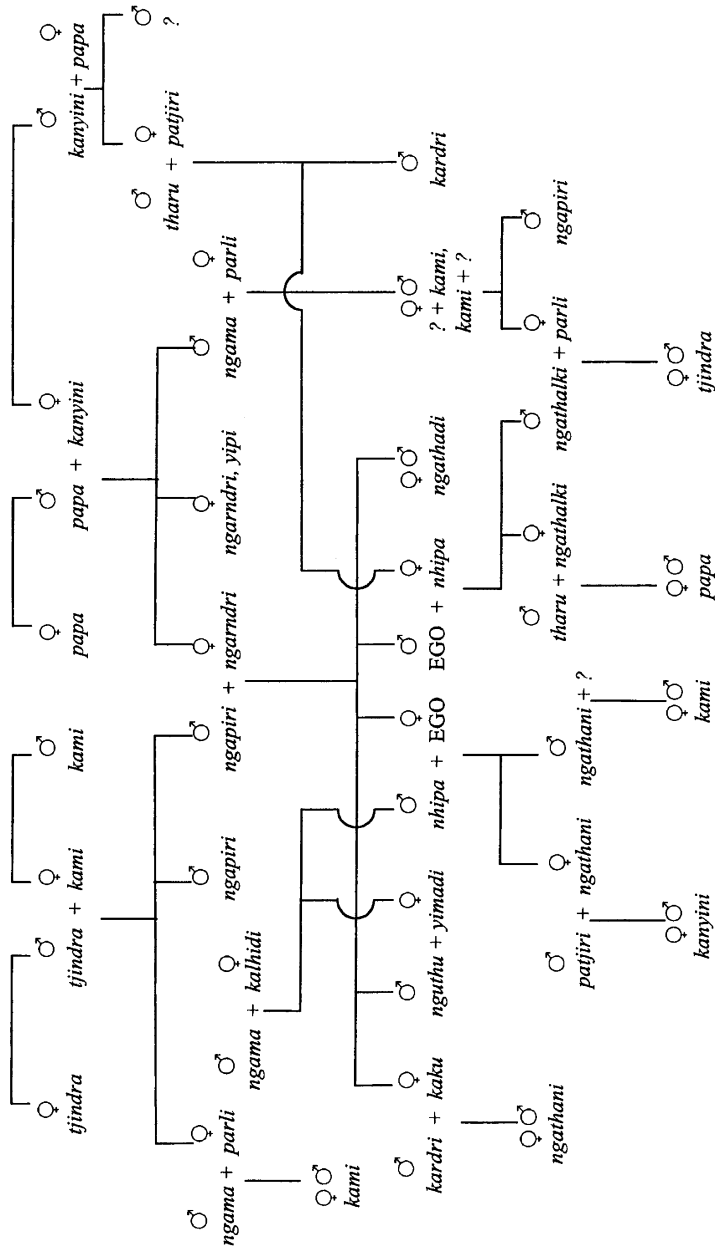 tjindra   tjindra + kami   kami   papa   papa + kanyini   kanyini + papa
tharu + patjiri   ?
ngama + parli   ngapiri   ngapiri + ngarndri   ngarndri, yipi   ngama + parli
ngama + kalhidi
kami
kardri + kaku   nguthu + yimadi   nhipa + EGO   EGO + nhipa   ngathadi   ? + kami,   kardri
kami + ?
ngathani   patjiri + ngathani   ngathani + ?   tharu + ngathalki   ngathalki + parli   ngapiri
kanyini   kami   papa   tjindra